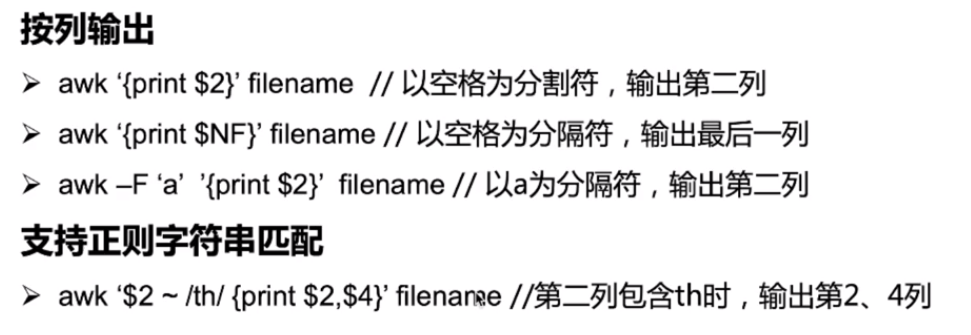 按列输出
➢ awk ‘{print $2}’ filename // 以空格为分割符，输出第二列
➢ awk ‘{print $NF}’ filename // 以空格为分隔符，输出最后一列
➢ awk –F ‘a’ ’{print $2}’ filename // 以a为分隔符，输出第二列
支持正则字符串匹配
➢ awk ‘$2 ~ /th/ {print $2,$4}’ filename //第二列包含th时，输出第2、4列